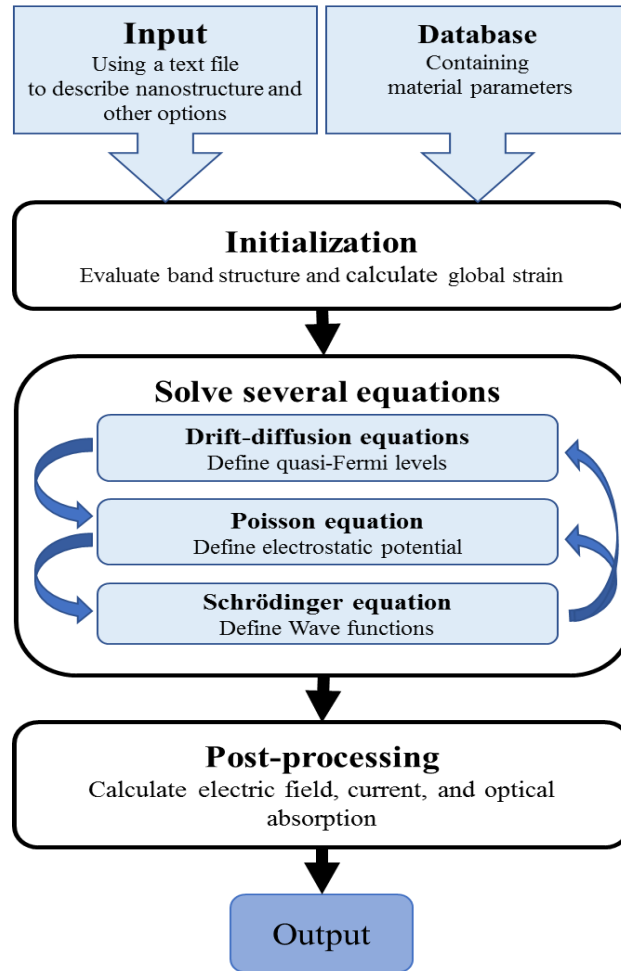 Input
Using a text file
to describe nanostructure and
other options
Database
Containing
material parameters
Initialization
Evaluate band structure and calculate global strain
Solve several equations
Drift-diffusion equations
Define quasi-Fermi levels
Poisson equation
Define electrostatic potential
Schrödinger equation
Define Wave functions
Post-processing
Calculate electric field, current, and optical
absorption
Output